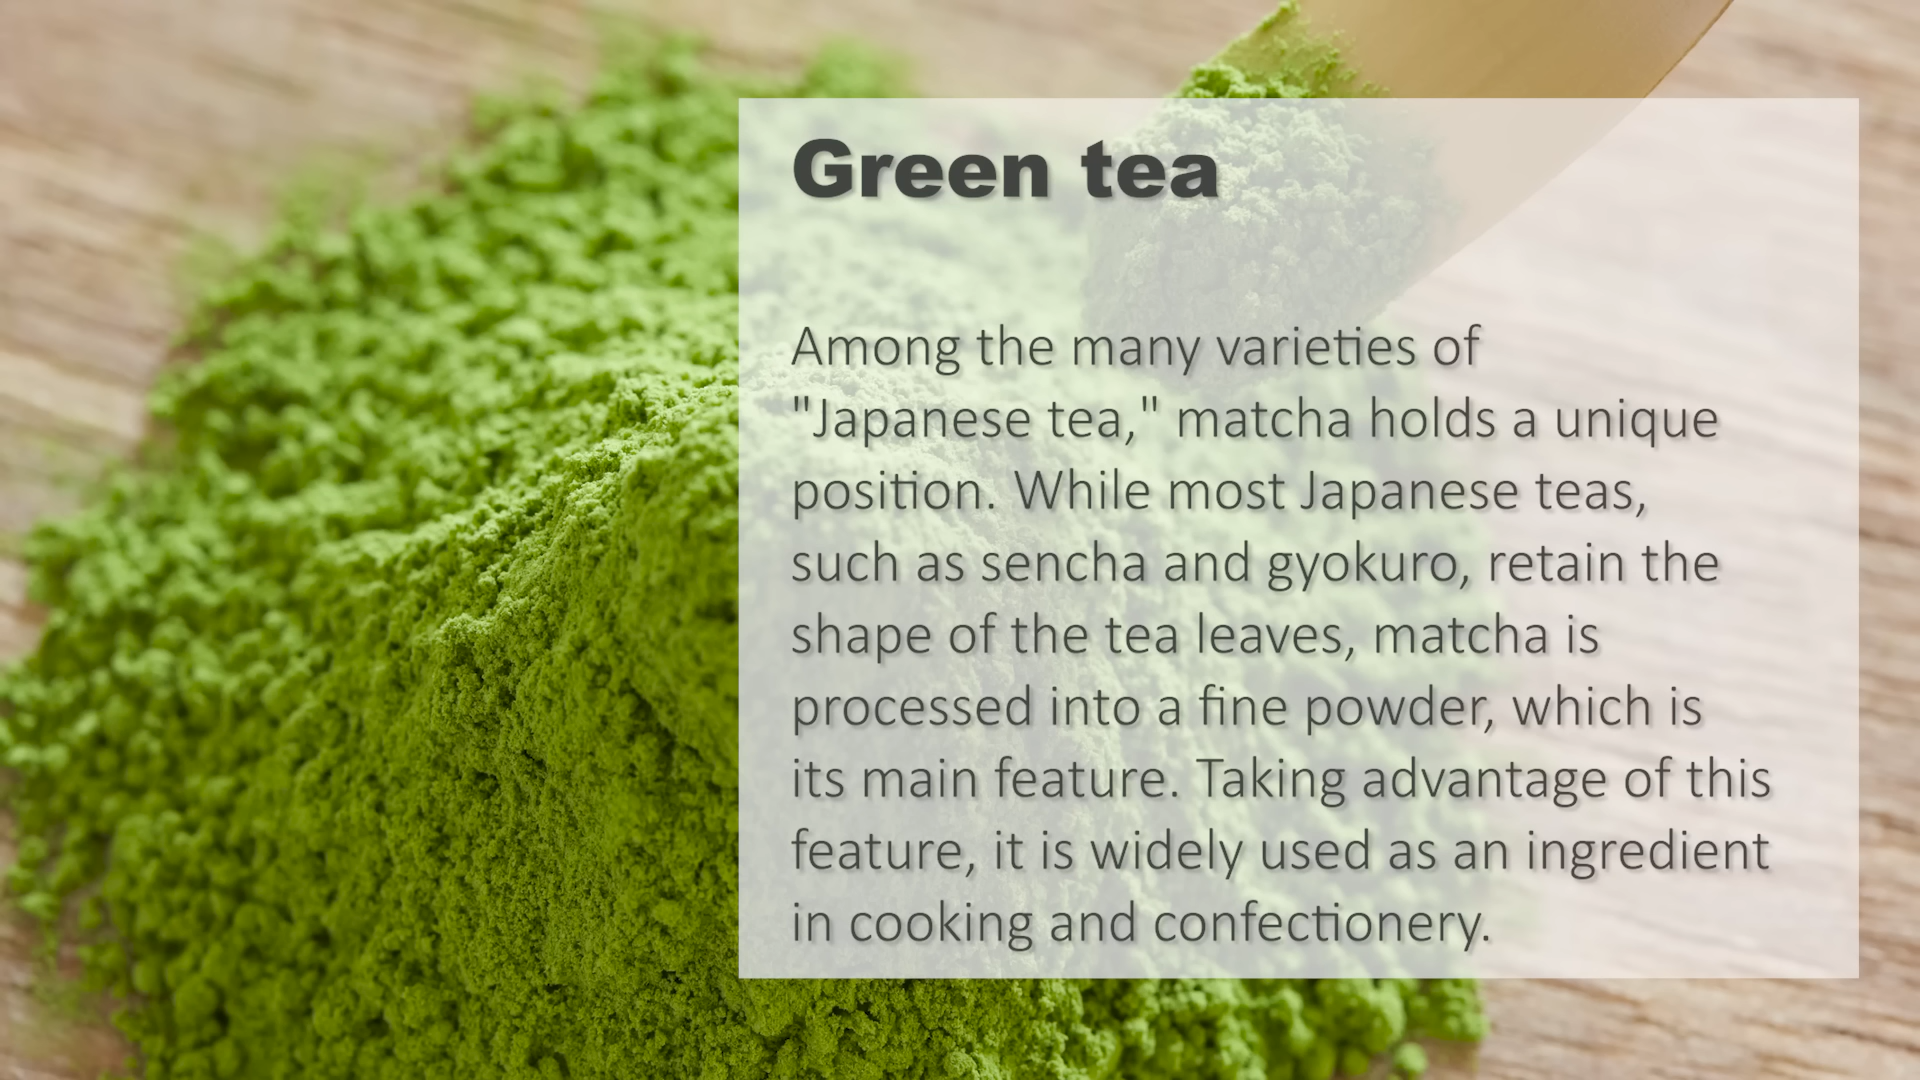 Green tea
Among the many varieties of
"Japanese tea," matcha holds a unique
position. While most Japanese teas,
such as sencha and gyokuro, retain the
shape of the tea leaves, matcha is
processed into a fine powder, which is
its main feature. Taking advantage of this
feature, it is widely used as an ingredient
in cooking and confectionery.